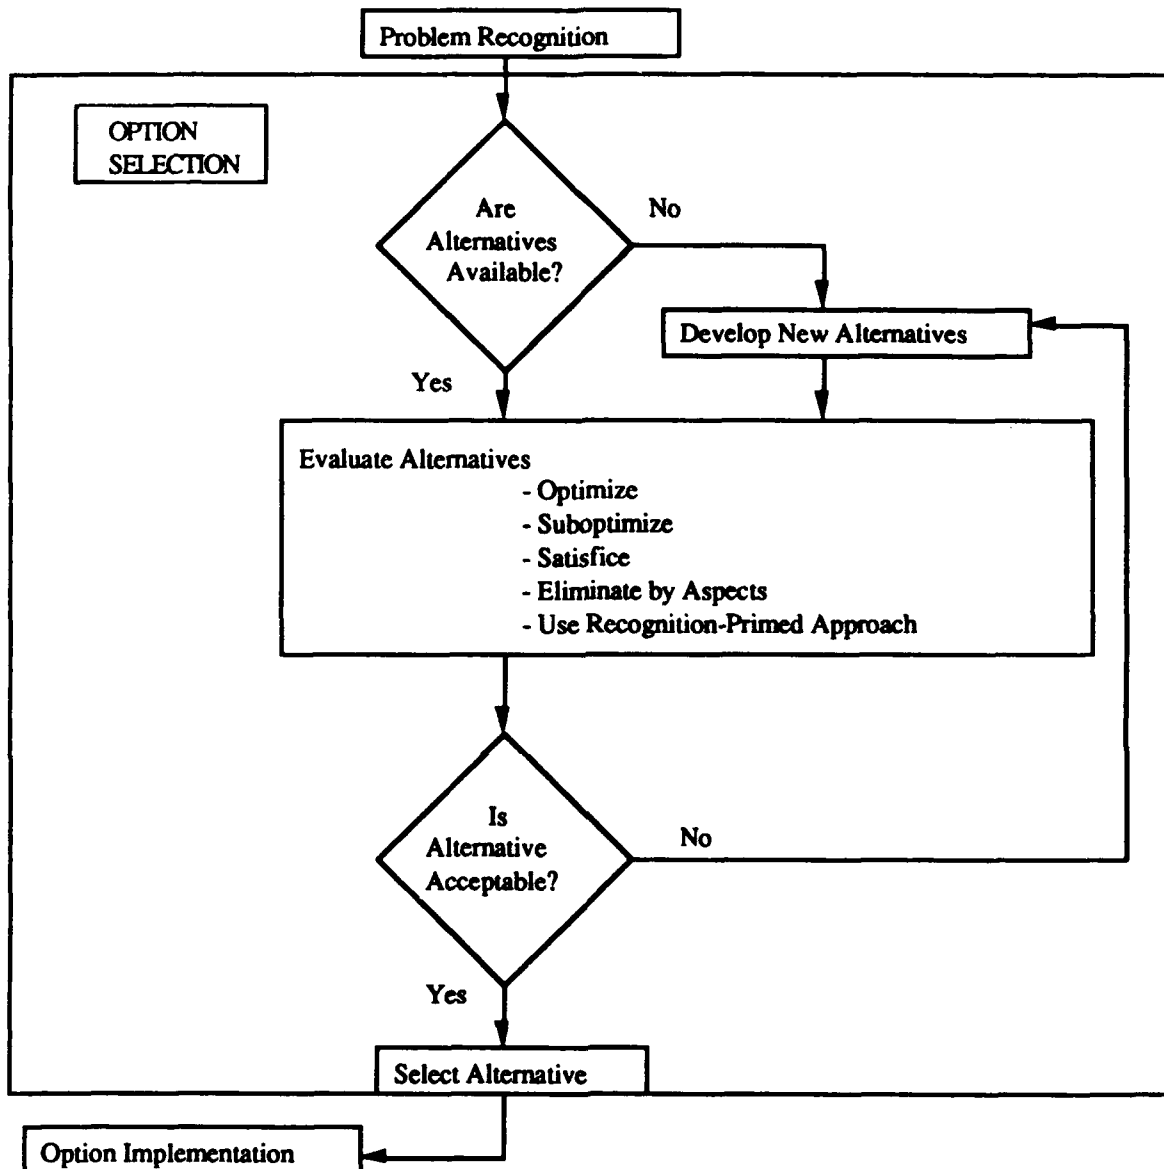 Problem Recognition
OPTION
SELECTION
Are
Alternatives
Available?
No
Develop New Alternatives
Yes
Evaluate Alternatives
- Optimize
- Suboptimize
- Satisfice
- Eliminate by Aspects
- Use Recognition-Primed Approach
Is
Alternative
Acceptable?
No
Yes
Select Alternative
Option Implementation